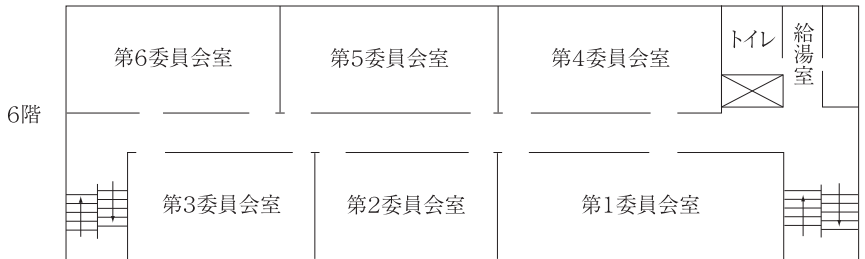 第6委員会室
第5委員会室
第4委員会室
トイレ
給湯室
6階
第3委員会室
第2委員会室
第1委員会室